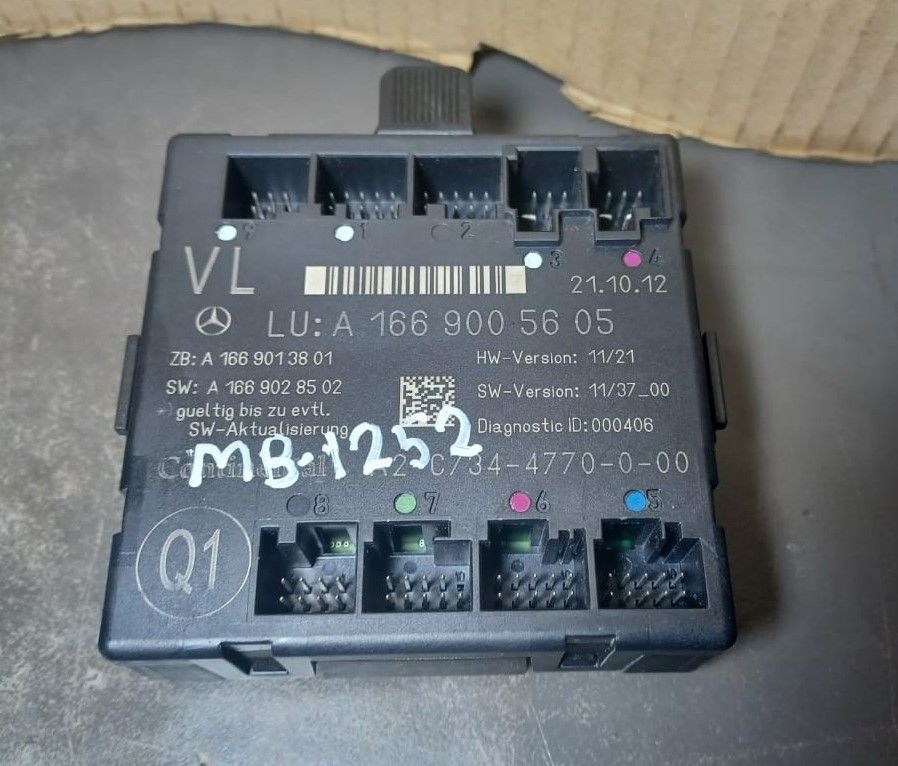 9 1 2 3 4
VL
21.10.12
LU: A 166 900 56 05
ZB: A 166 901 38 01
HW-Version: 11/21
SW: A 166 902 85 02
SW-Version: 11/37_00
gueltig bis zu evtl.
SW-Aktualisierung
Diagnostic ID: 000406
MB-1252
Continental
34-4770-0-00
8 7 6 5
Q1